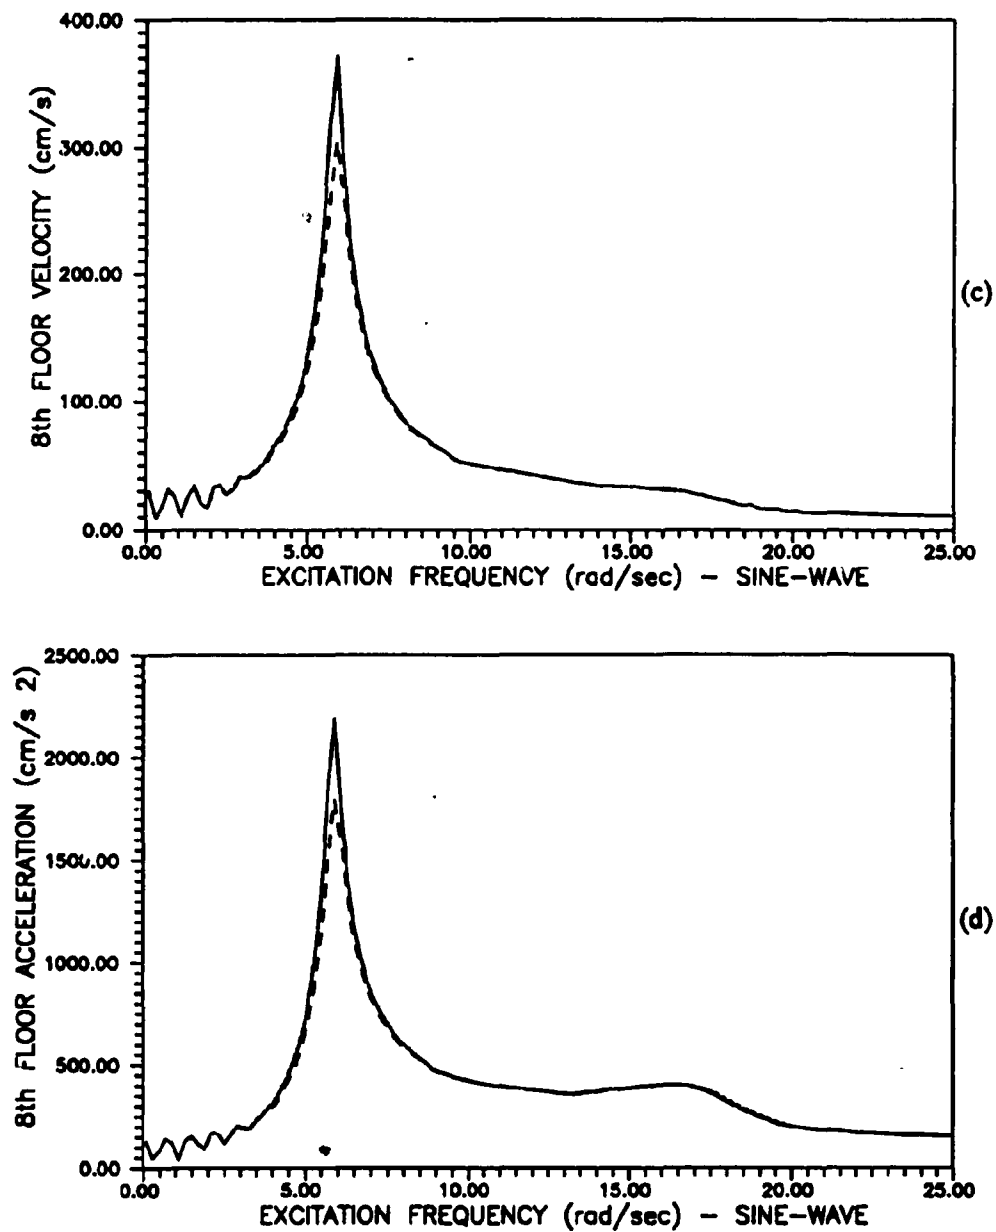 8th FLOOR VELOCITY (cm/s)
400.00
300.00
200.00
100.00
0.00
0.00 5.00 10.00 15.00 20.00 25.00
EXCITATION FREQUENCY (rad/sec) – SINE–WAVE
(c)
8th FLOOR ACCELERATION (cm/s 2)
2500.00
2000.00
1500.00
1000.00
500.00
0.00
0.00 5.00 10.00 15.00 20.00 25.00
EXCITATION FREQUENCY (rad/sec) – SINE–WAVE
(d)